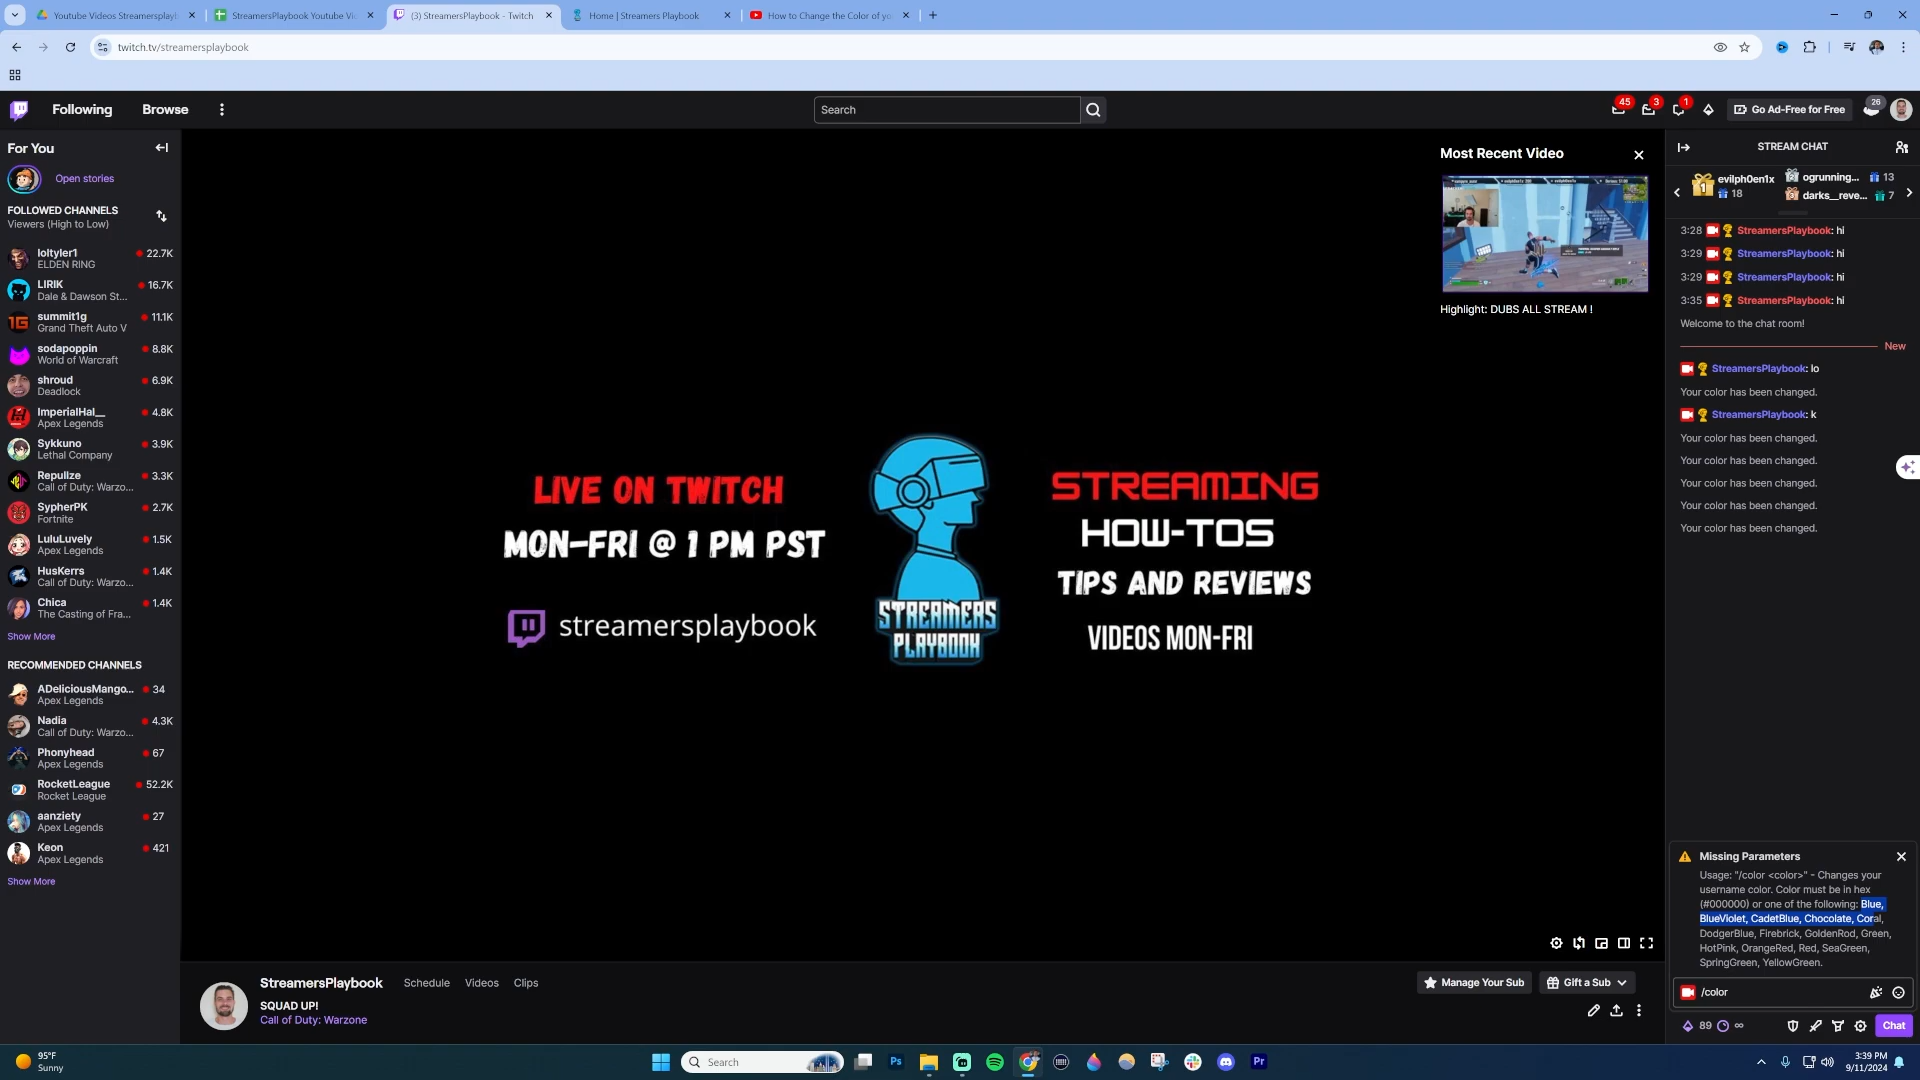 Youtube Videos Streamersplayb
StreamersPlaybook Youtube Vi
(3) StreamersPlaybook - Twitch
Home | Streamers Playbook
How to Change the Color of yo
twitch.tv/streamersplaybook
Following
Browse
Search
45
3
1
Go Ad-Free for Free
26
For You
Open stories
FOLLOWED CHANNELS
Viewers (High to Low)
loltyler1 22.7K
ELDEN RING
LIRIK 16.7K
Dale & Dawson St...
summit1g 11.1K
Grand Theft Auto V
sodapoppin 8.8K
World of Warcraft
shroud 6.9K
Deadlock
ImperialHal__ 4.8K
Apex Legends
Sykkuno 3.9K
Lethal Company
Repullze 3.3K
Call of Duty: Warzo...
SypherPK 2.7K
Fortnite
LuluLuvely 1.5K
Apex Legends
HusKerrs 1.4K
Call of Duty: Warzo...
Chica 1.4K
The Casting of Fra...
Show More
RECOMMENDED CHANNELS
ADeliciousMango... 34
Apex Legends
Nadia 4.3K
Call of Duty: Warzo...
Phonyhead 67
Apex Legends
RocketLeague 52.2K
Rocket League
aanziety 27
Apex Legends
Keon 421
Apex Legends
Show More
LIVE ON TWITCH
MON-FRI @ 1 PM PST
streamersplaybook
STREAMERS
PLAYBOOK
STREAMING
HOW-TOS
TIPS AND REVIEWS
VIDEOS MON-FRI
Most Recent Video
Highlight: DUBS ALL STREAM !
StreamersPlaybook
Schedule
Videos
Clips
SQUAD UP!
Call of Duty: Warzone
Manage Your Sub
Gift a Sub
STREAM CHAT
1
evilph0en1x
18
ogrunning... 13
darks__reve... 7
3:28 StreamersPlaybook: hi
3:29 StreamersPlaybook: hi
3:29 StreamersPlaybook: hi
3:35 StreamersPlaybook: hi
Welcome to the chat room!
New
StreamersPlaybook: lo
Your color has been changed.
StreamersPlaybook: k
Your color has been changed.
Your color has been changed.
Your color has been changed.
Your color has been changed.
Your color has been changed.
Missing Parameters
Usage: "/color <color>" - Changes your
username color. Color must be in hex
(#000000) or one of the following: Blue,
BlueViolet, CadetBlue, Chocolate, Coral,
DodgerBlue, Firebrick, GoldenRod, Green,
HotPink, OrangeRed, Red, SeaGreen,
SpringGreen, YellowGreen.
/color
89
∞
Chat
95°F
Sunny
Search
Ps
Pr
3:39 PM
9/11/2024